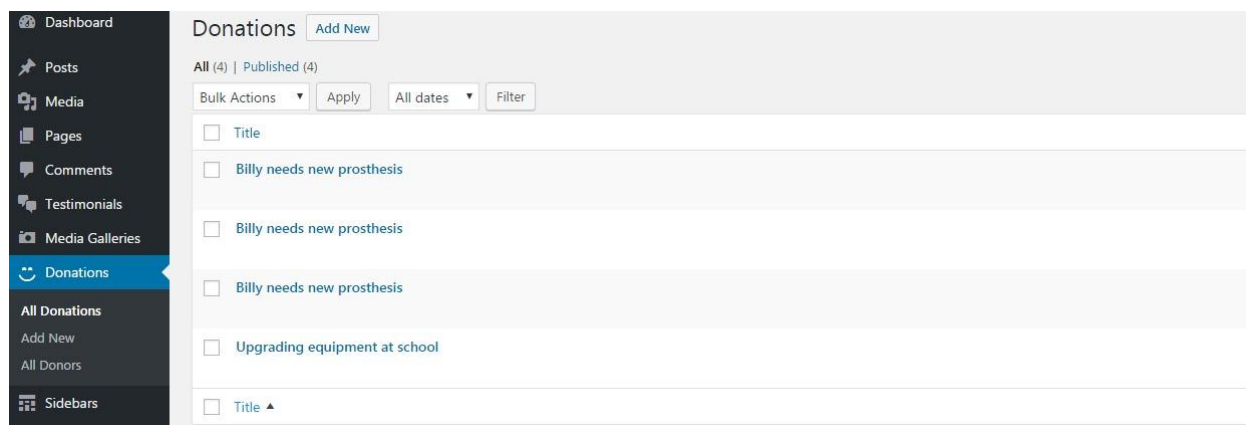 Dashboard
Posts
Media
Pages
Comments
Testimonials
Media Galleries
Donations
All Donations
Add New
All Donors
Sidebars
Donations Add New
All (4) | Published (4)
Bulk Actions Apply All dates Filter
Title
Billy needs new prosthesis
Billy needs new prosthesis
Billy needs new prosthesis
Upgrading equipment at school
Title